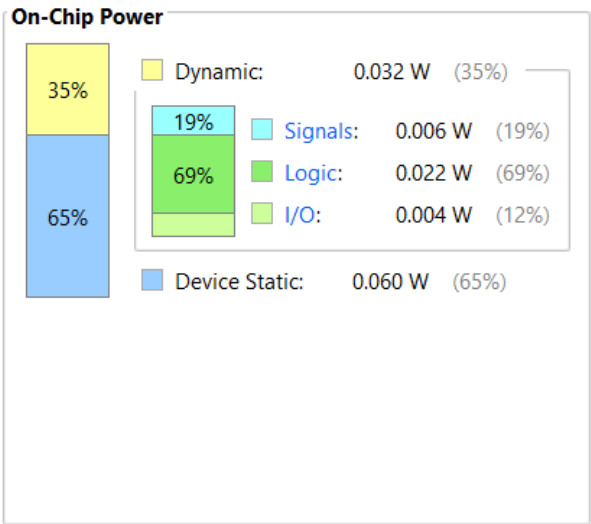 On-Chip Power
35%
65%
Dynamic: 0.032 W (35%)
19%
69%
Signals: 0.006 W (19%)
Logic: 0.022 W (69%)
I/O: 0.004 W (12%)
Device Static: 0.060 W (65%)